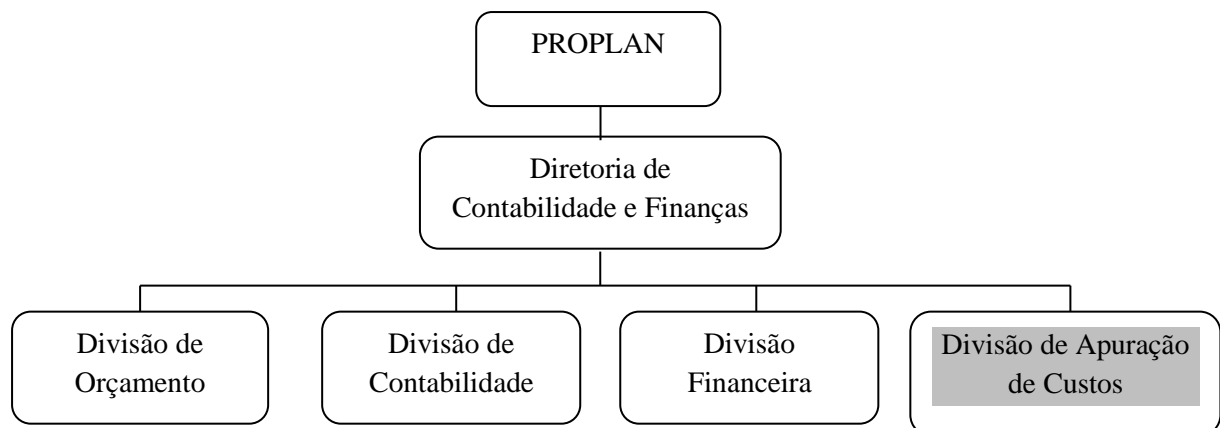 PROPLAN
Diretoria de
Contabilidade e Finanças
Divisão de
Orçamento
Divisão de
Contabilidade
Divisão
Financeira
Divisão de Apuração
de Custos